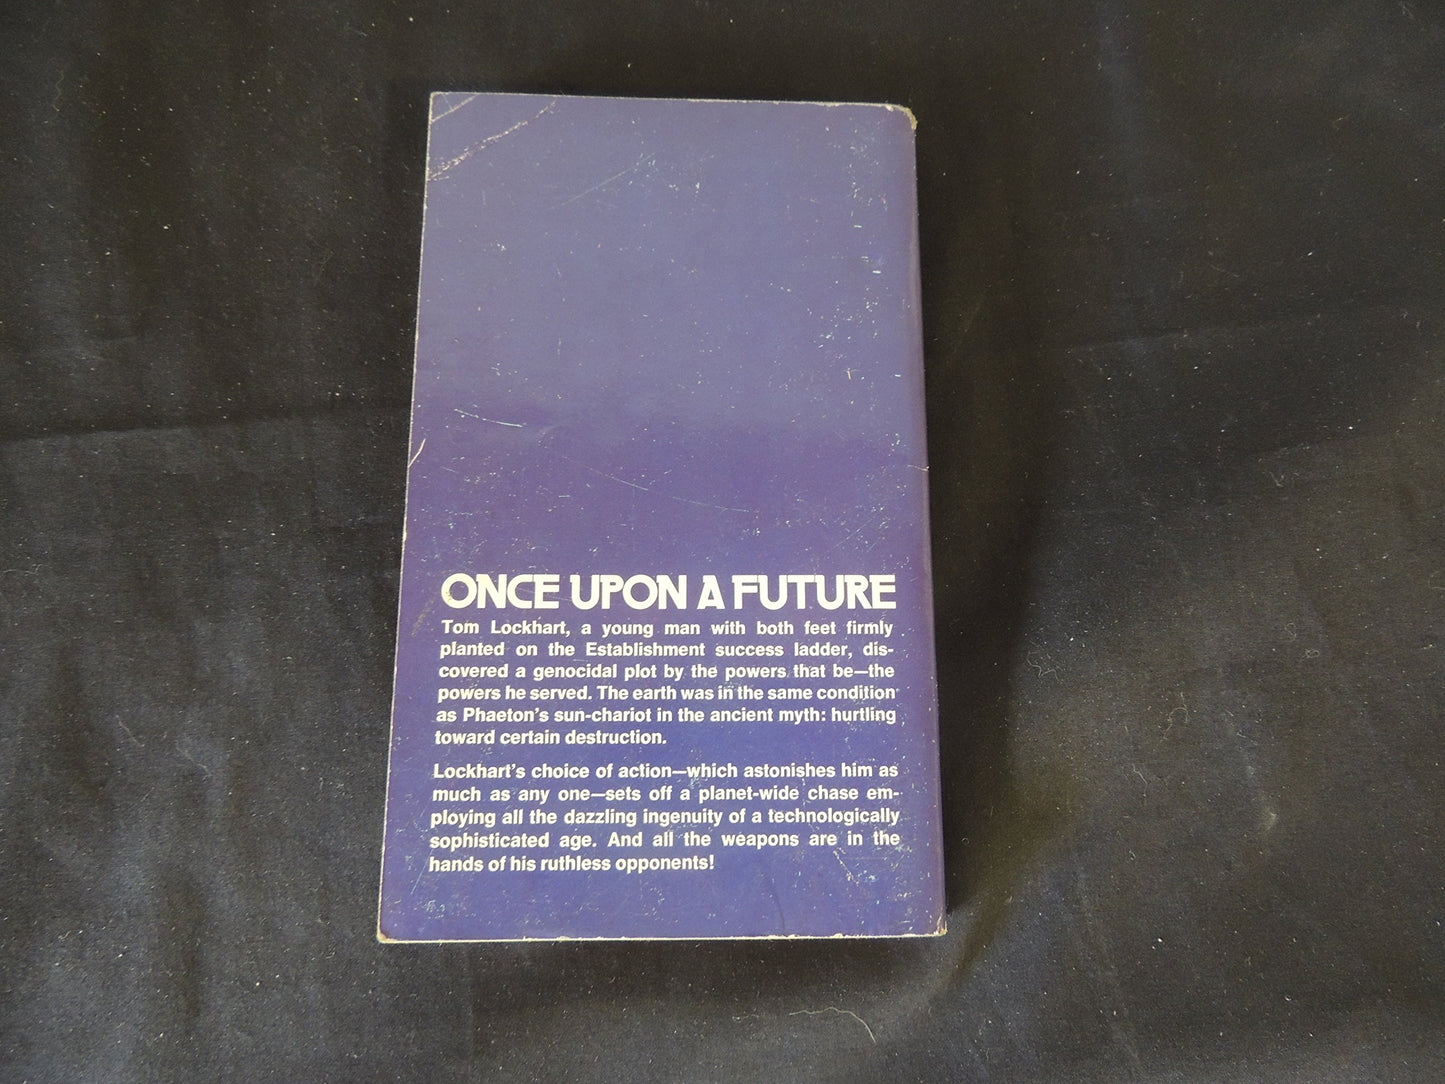 ONCE UPON A FUTURE
Tom Lockhart, a young man with both feet firmly
planted on the Establishment success ladder, dis-
covered a genocidal plot by the powers that be—the
powers he served. The earth was in the same condition
as Phaeton's sun-chariot in the ancient myth: hurtling
toward certain destruction.
Lockhart's choice of action—which astonishes him as
much as any one—sets off a planet-wide chase em-
ploying all the dazzling ingenuity of a technologically
sophisticated age. And all the weapons are in the
hands of his ruthless opponents!